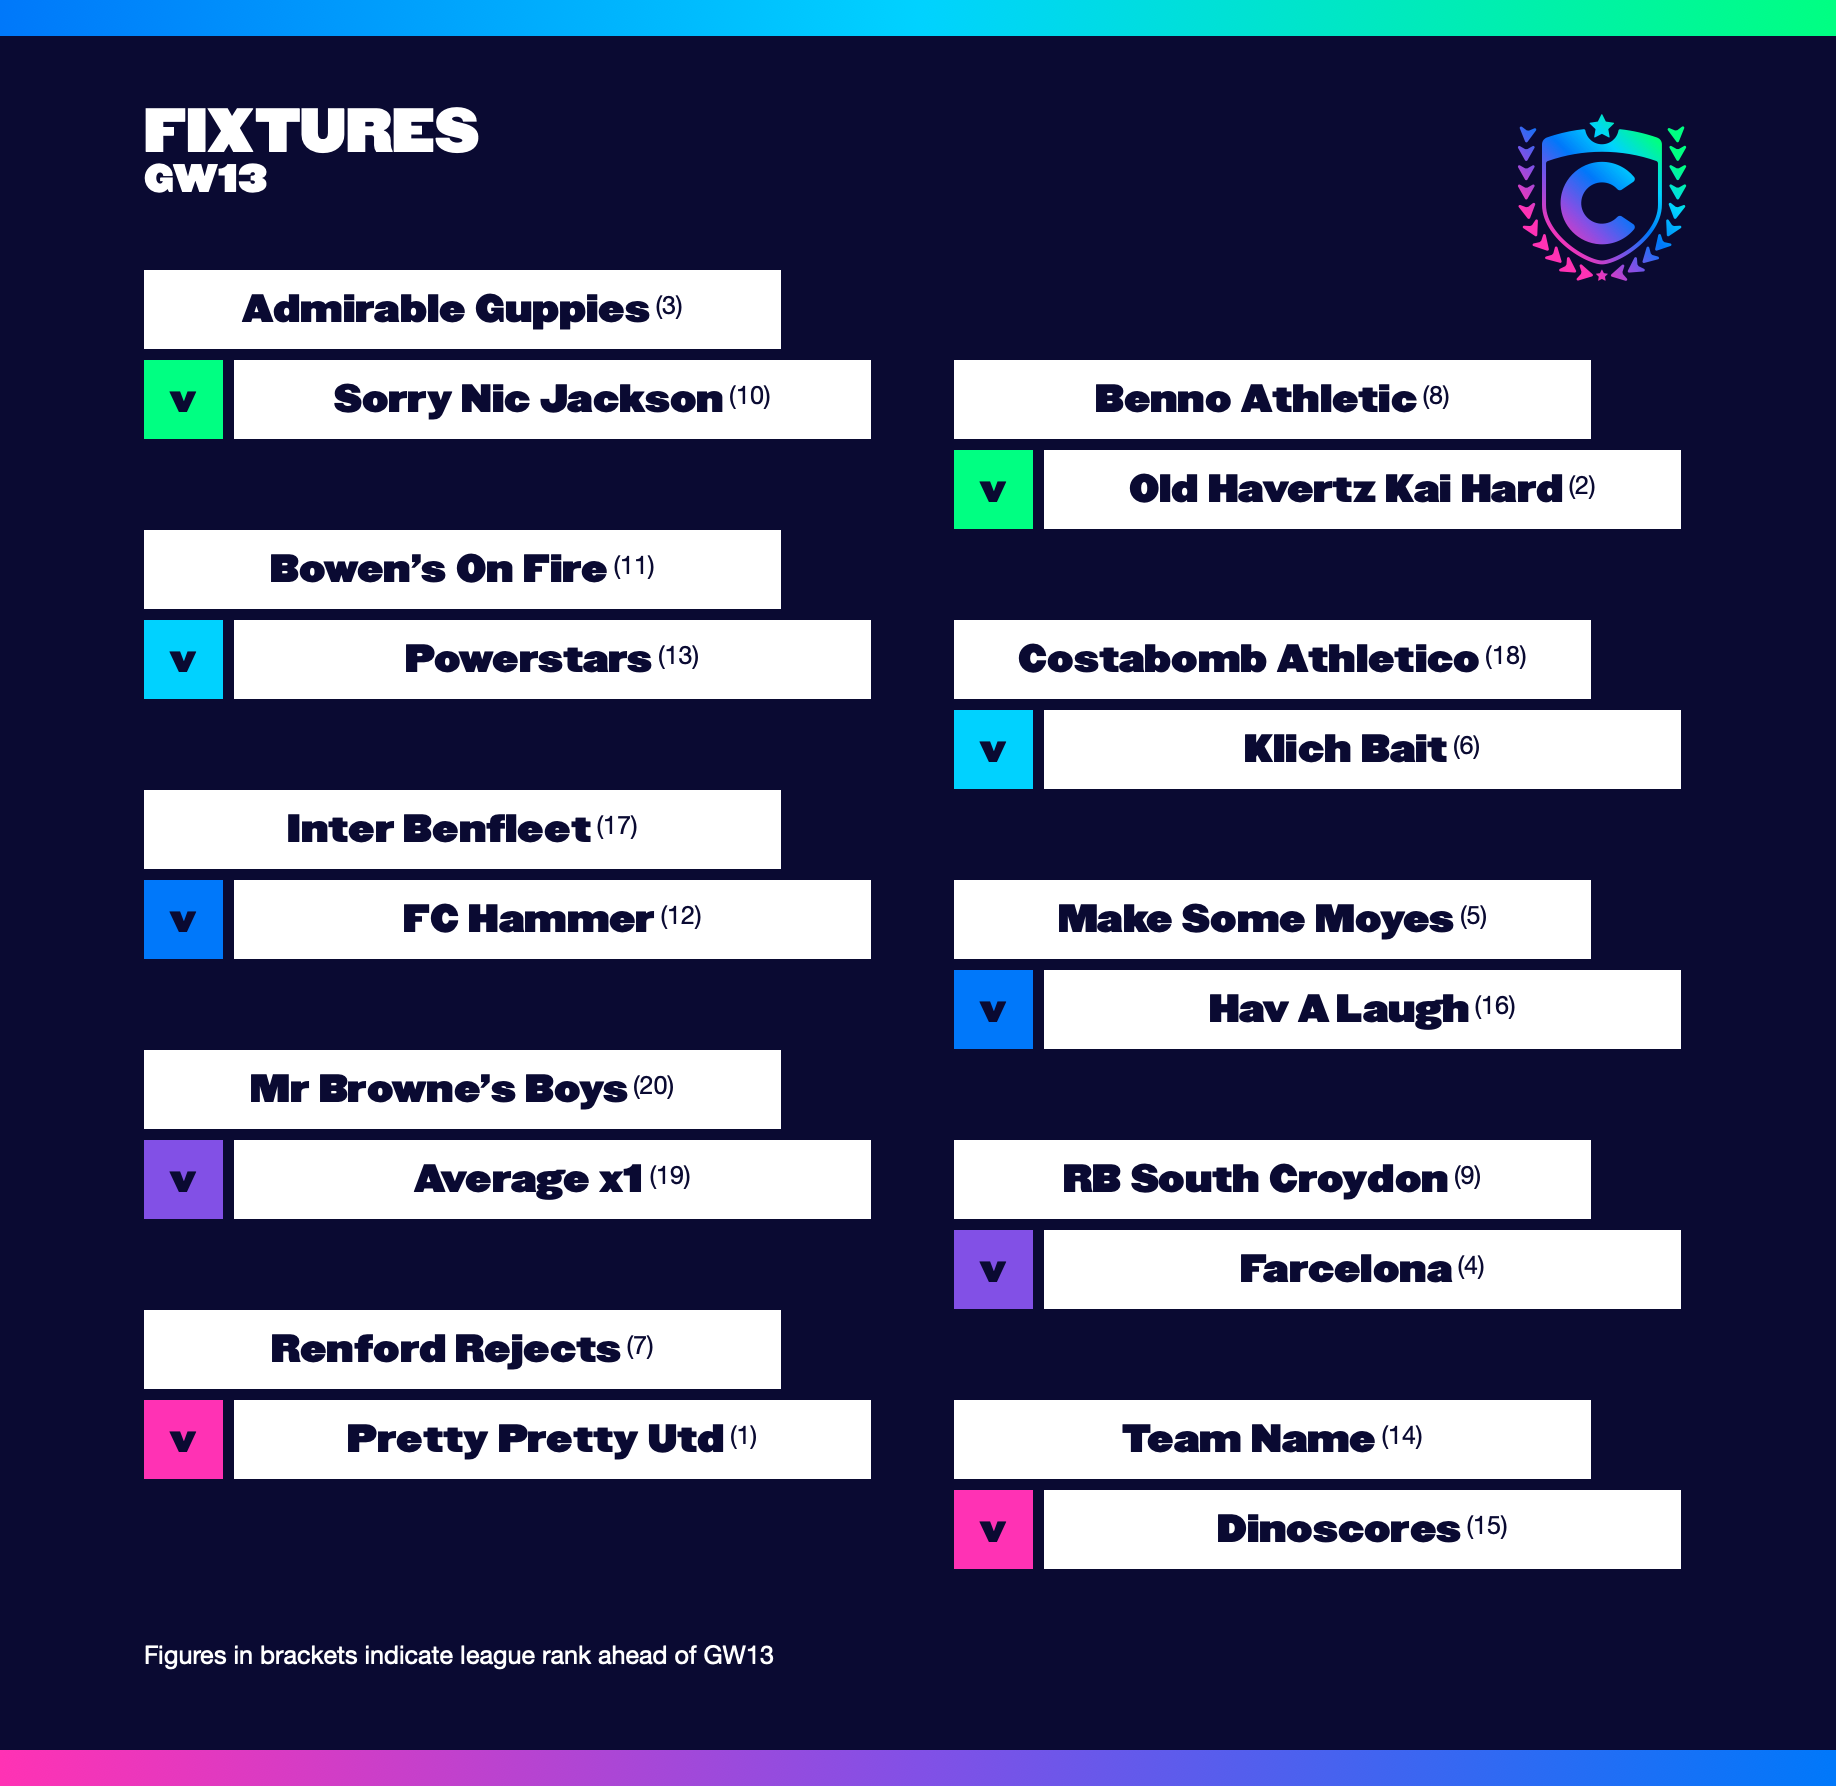 FIXTURES
GW13
Admirable Guppies (3)
v Sorry Nic Jackson (10)
Benno Athletic (8)
v Old Havertz Kai Hard (2)
Bowen’s On Fire (11)
v Powerstars (13)
Costabomb Athletico (18)
v Klich Bait (6)
Inter Benfleet (17)
v FC Hammer (12)
Make Some Moyes (5)
v Hav A Laugh (16)
Mr Browne’s Boys (20)
v Average x1 (19)
RB South Croydon (9)
v Farcelona (4)
Renford Rejects (7)
v Pretty Pretty Utd (1)
Team Name (14)
v Dinoscores (15)
Figures in brackets indicate league rank ahead of GW13
C